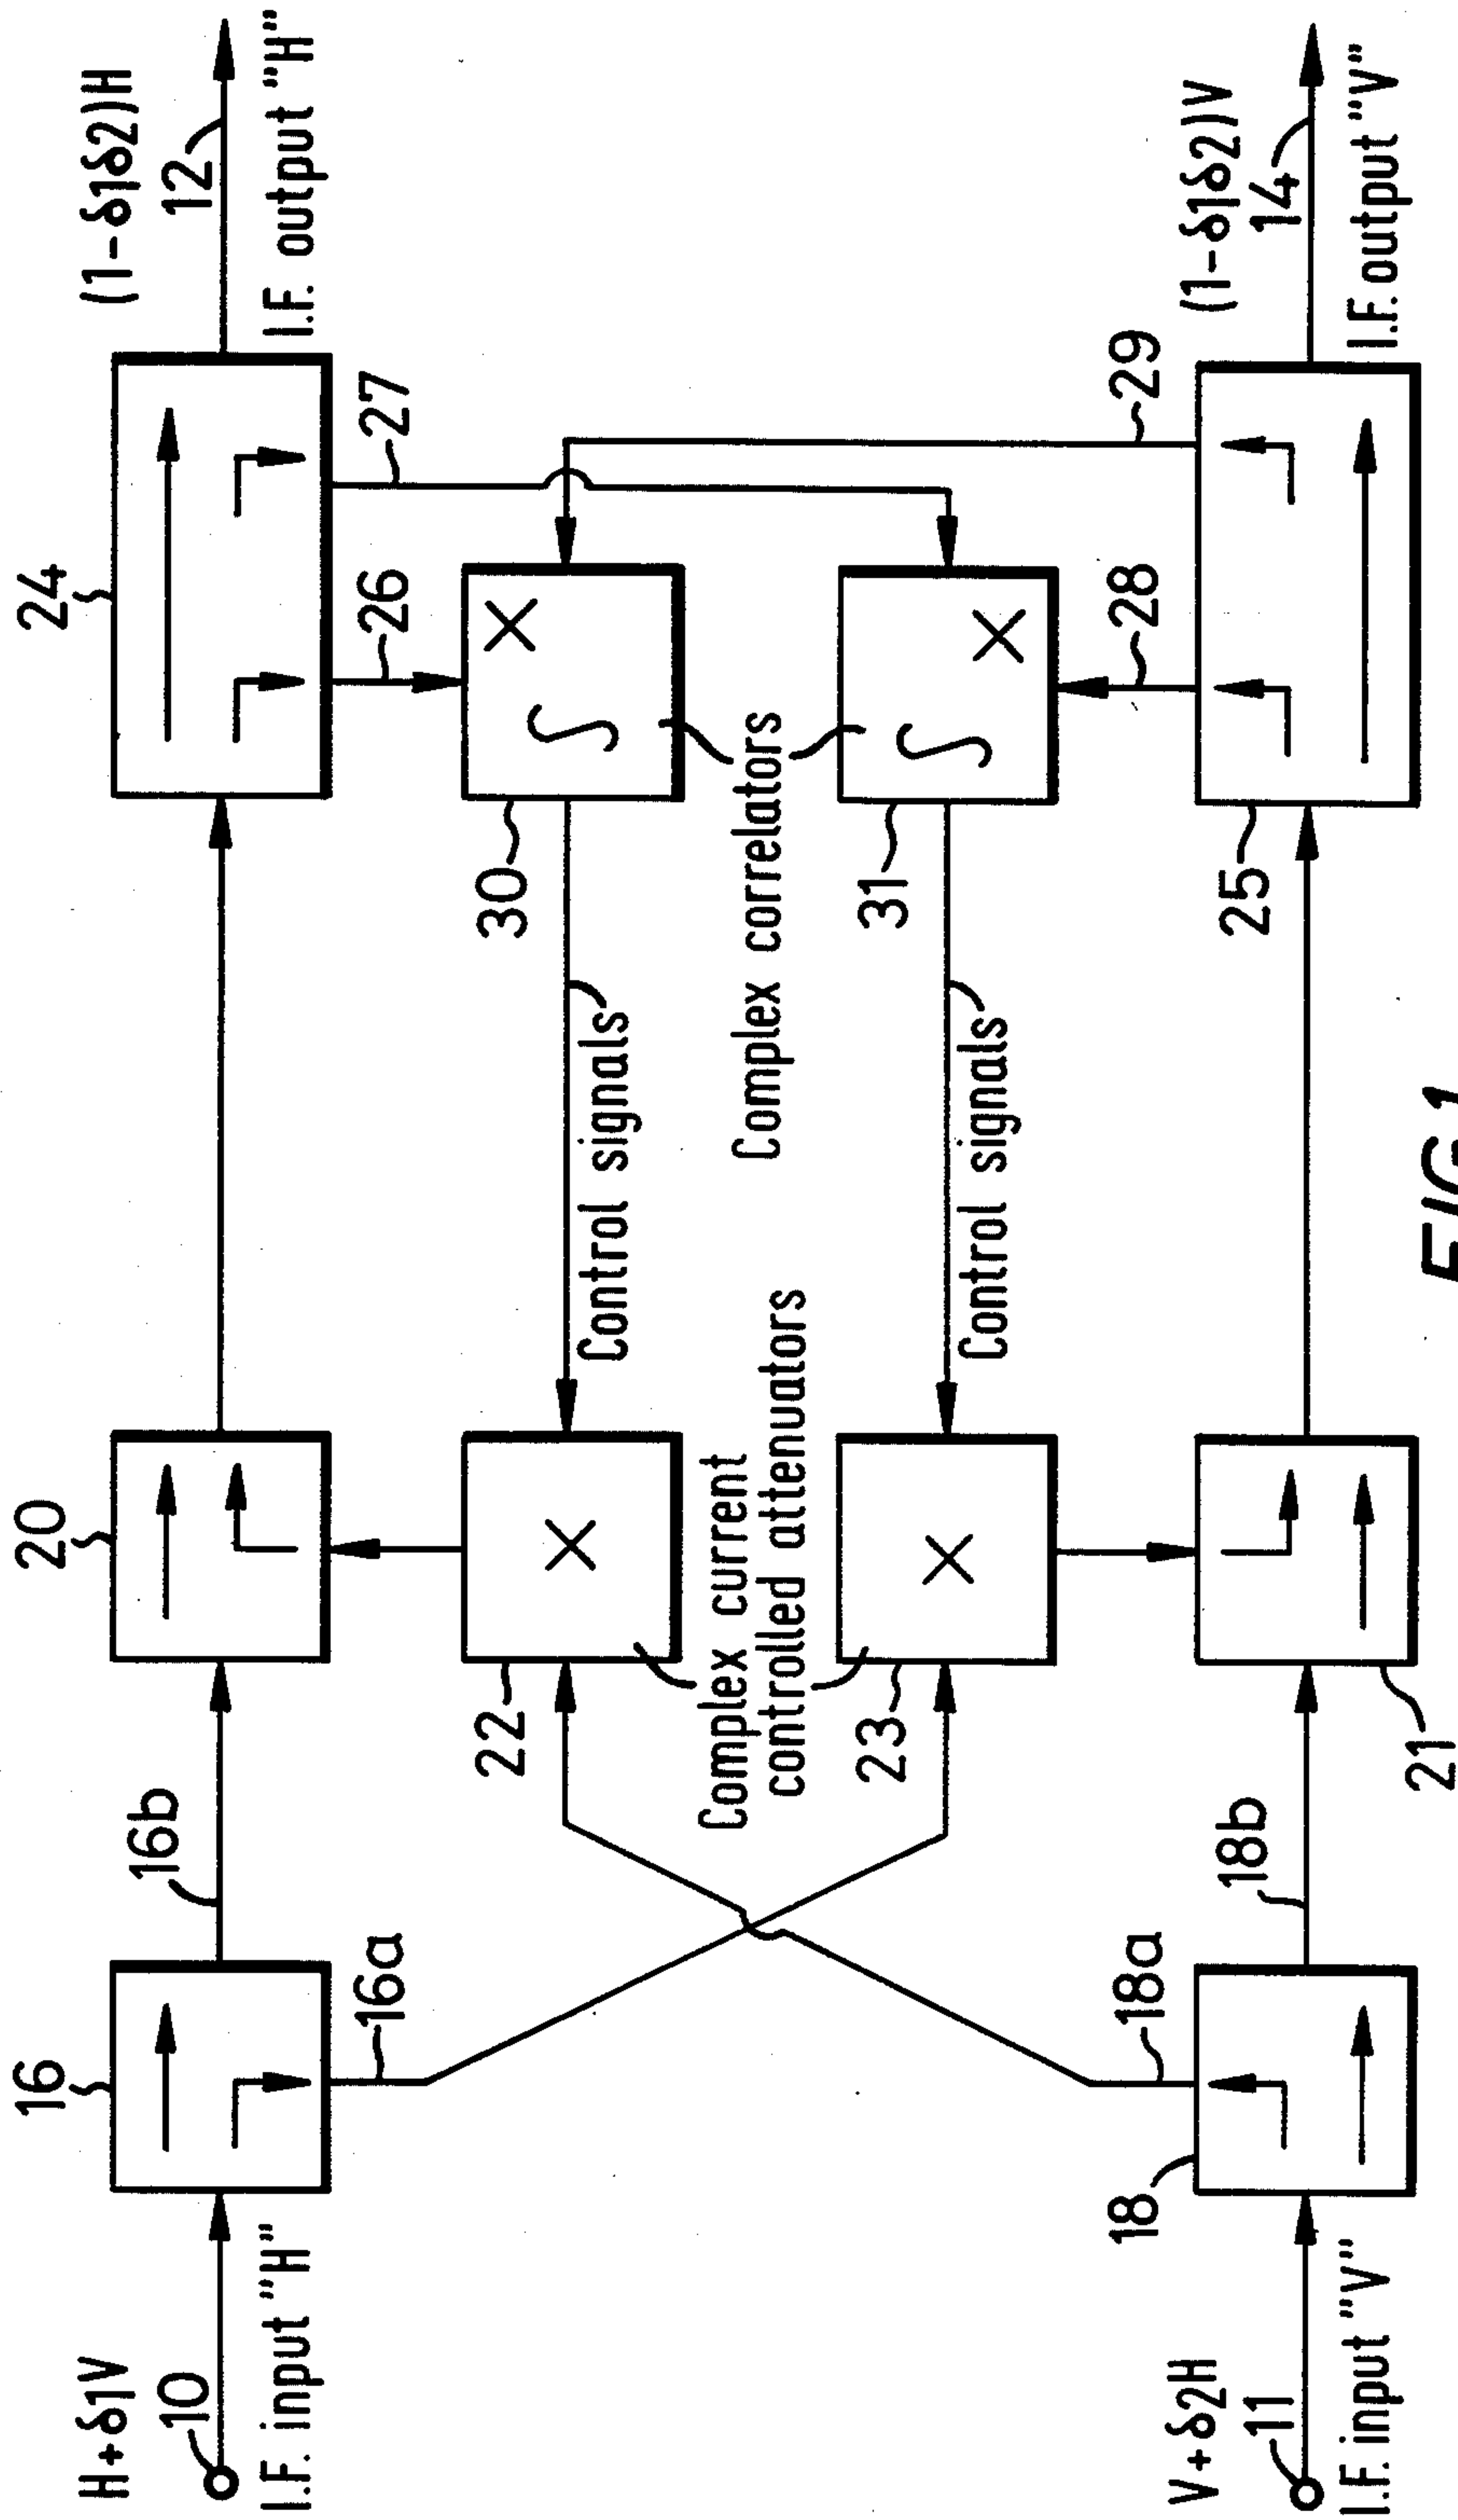 H+δ1V
10
I.F. input "H"
16
16a
16b
20
22
Complex current
controlled attenuators
23
Control signals
Control signals
24
26
27
30
Complex correlators
31
28
29
(1-δ1δ2)H
12
I.F. output "H"
V+δ2H
11
I.F. input "V"
18
18a
18b
21
25
(1-δ1δ2)V
14
I.F. output "V"
FIG. 1